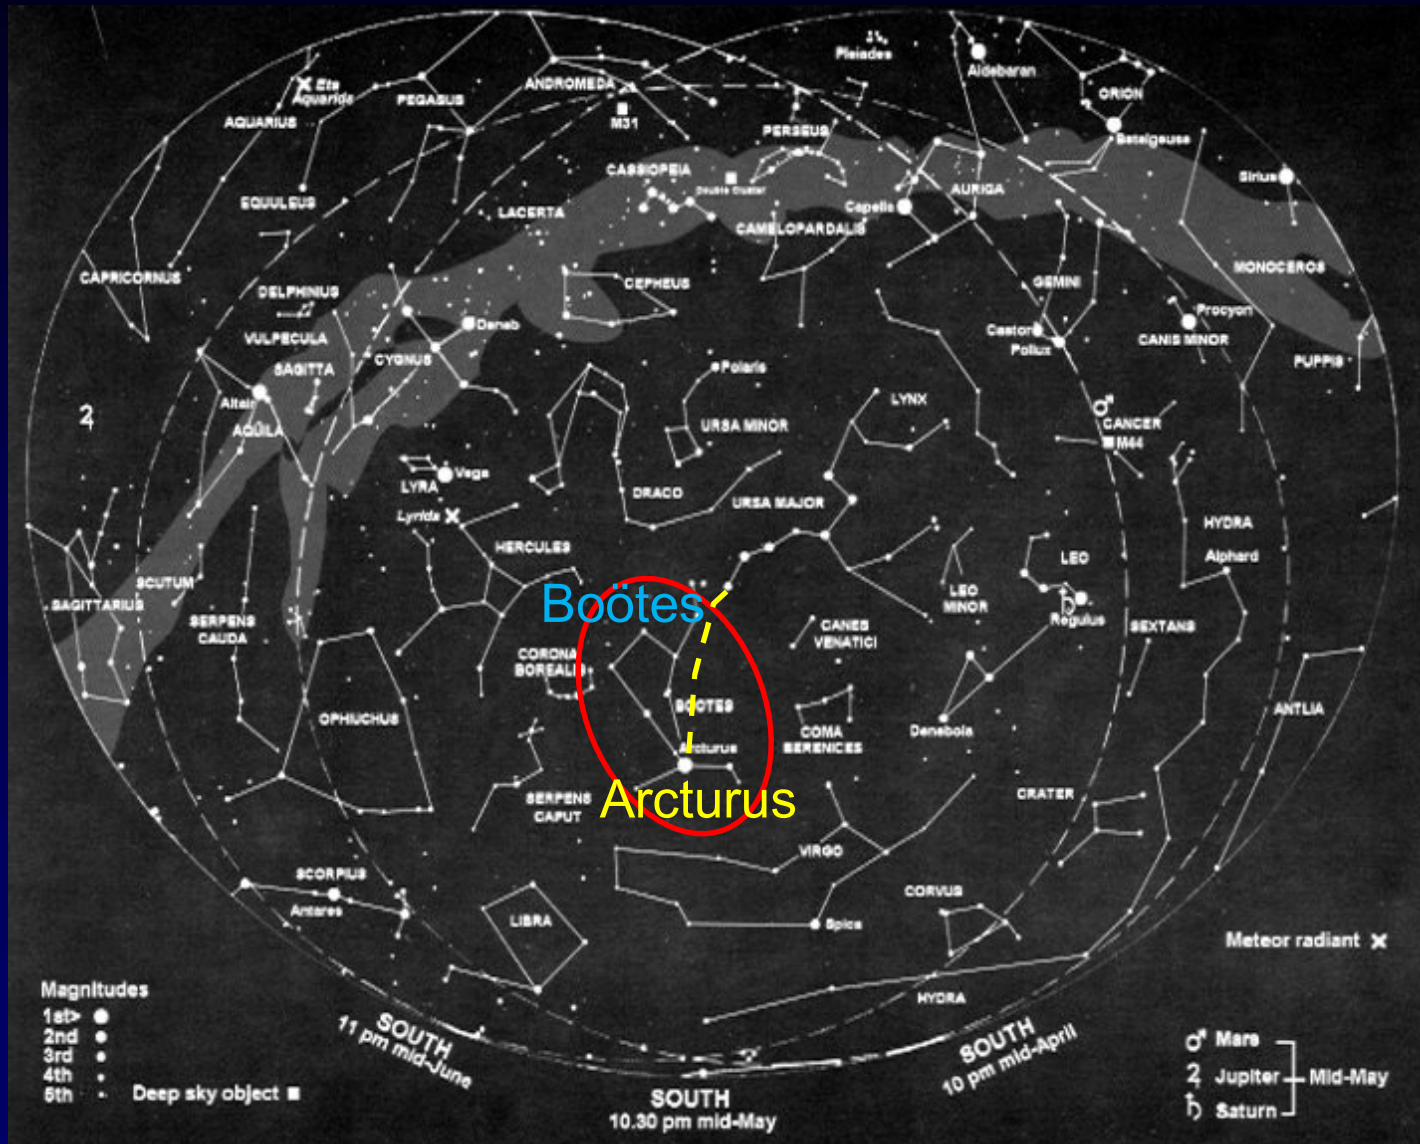 Pleiades
Aldebaran
Eta
Aquarids
ANDROMEDA
PEGASUS
ORION
AQUARIUS
M31
PERSEUS
Betelgeuse
CASSIOPEIA
Sirius
Double Cluster
AURIGA
EQUULEUS
LACERTA
Capella
CAMELOPARDALIS
CAPRICORNUS
MONOCEROS
CEPHEUS
GEMINI
DELPHINIUS
Procyon
Deneb
Castor
VULPECULA
CANIS MINOR
Pollux
CYGNUS
PUPPIS
SAGITTA
Polaris
Altair
LYNX
AQUILA
URSA MINOR
CANCER
M44
Vega
LYRA
DRACO
URSA MAJOR
Lyrids
HYDRA
HERCULES
Alphard
LEO
SCUTUM
LEO
MINOR
SAGITTARIUS
Boötes
SERPENS
CAUDA
CANES
VENATICI
Regulus
SEXTANS
CORONA
BOREALIS
BOOTES
ANTLIA
OPHIUCHUS
Arcturus
COMA
BERENICES
Denebola
Arcturus
SERPENS
CAPUT
CRATER
VIRGO
SCORPIUS
CORVUS
Antares
LIBRA
Spica
Meteor radiant
HYDRA
Magnitudes
1st>
2nd
3rd
4th
5th
Deep sky object
SOUTH
11 pm mid-June
SOUTH
10.30 pm mid-May
SOUTH
10 pm mid-April
Mars
Jupiter
Saturn
Mid-May